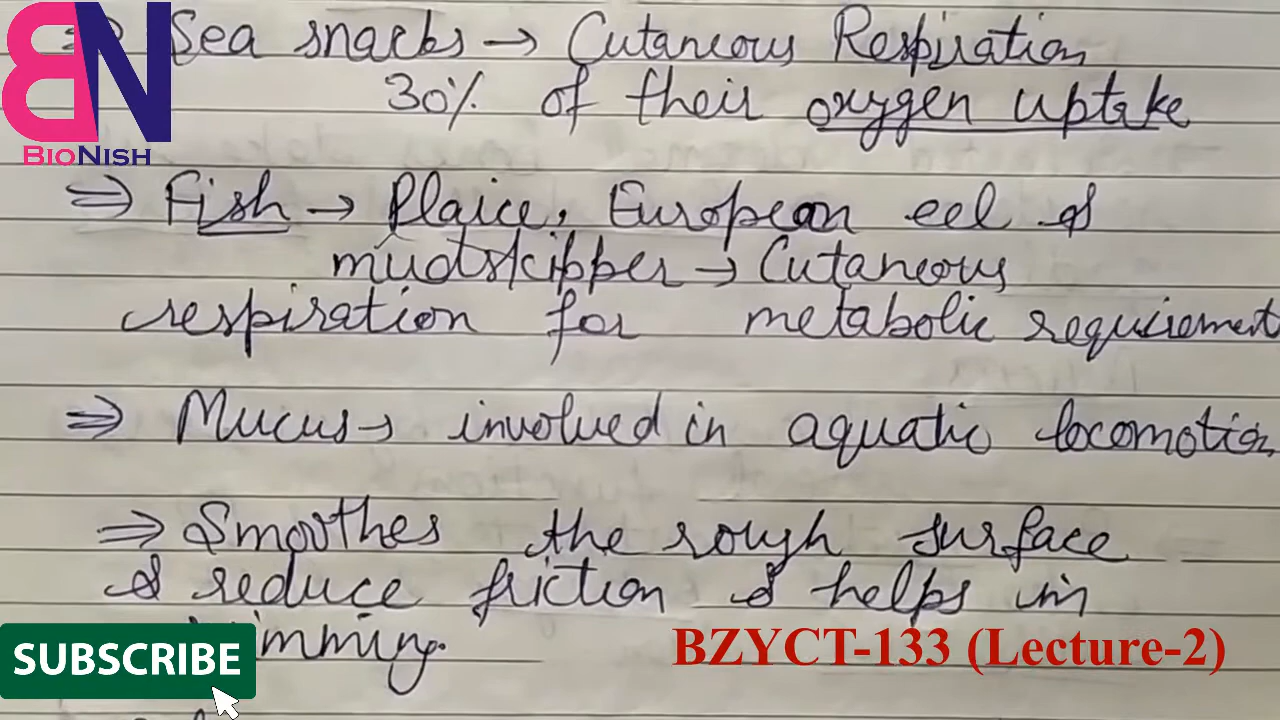 ⇒ Sea snacks → Cutaneous Respiration
30% of their oxygen uptake
BN
BIONISH
⇒ Fish → Plaice, European eel &
mudskipper → Cutaneous
respiration for metabolic requirement
⇒ Mucus → involved in aquatic locomotion
⇒ Smoothes the rough surface
& reduce friction & helps in
SUBSCRIBE
BZYCT-133 (Lecture-2)